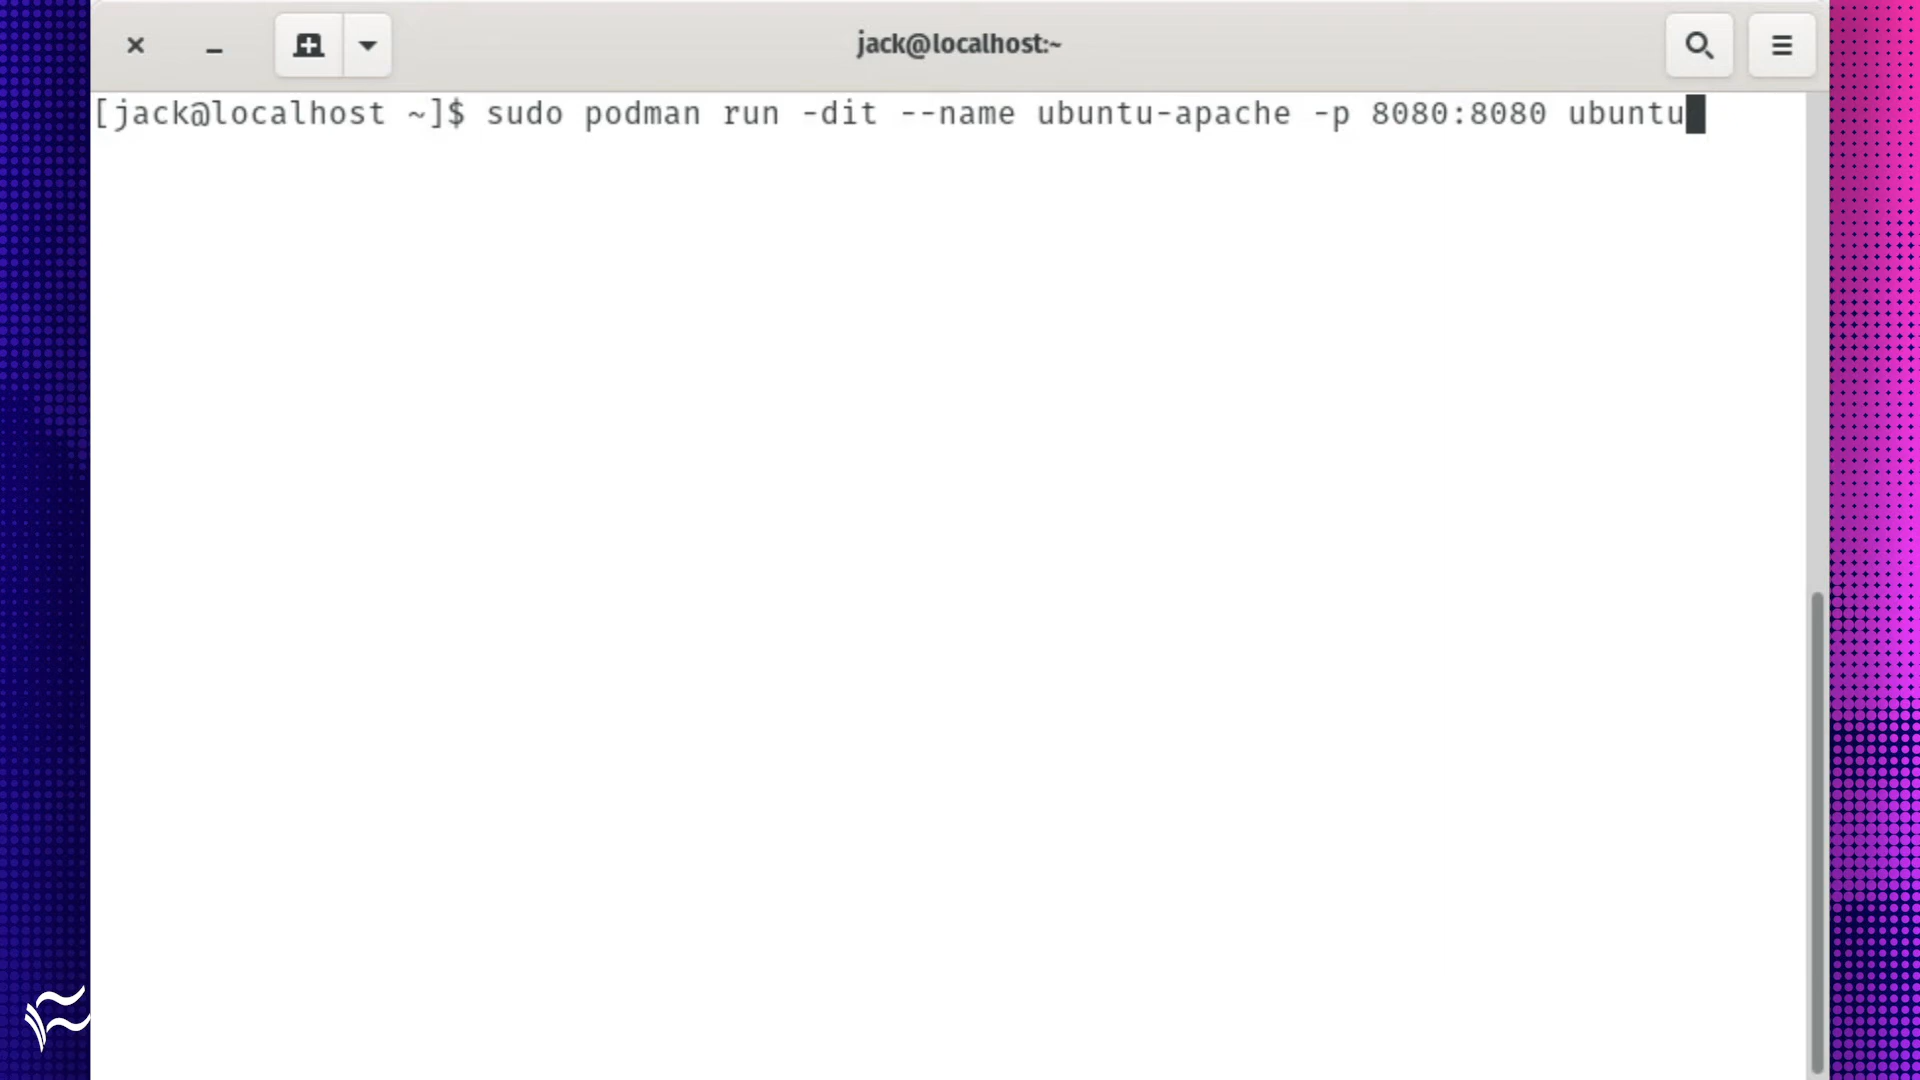 jack@localhost:~
[jack@localhost ~]$ sudo podman run -dit --name ubuntu-apache -p 8080:8080 ubuntu